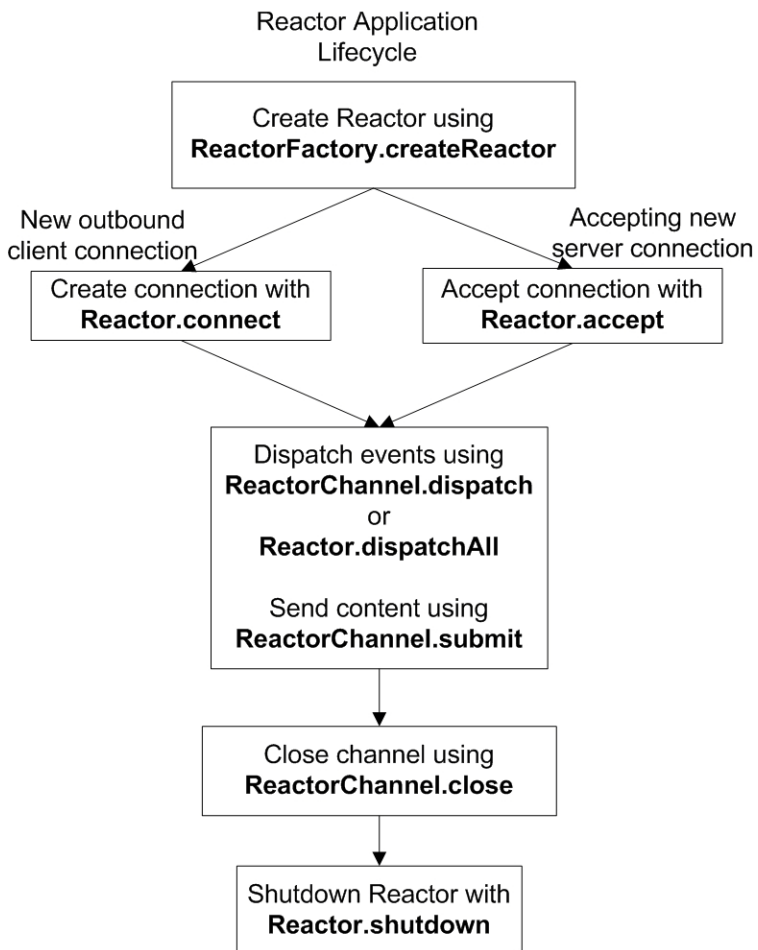 Reactor Application
Lifecycle
Create Reactor using
ReactorFactory.createReactor
New outbound
client connection
Accepting new
server connection
Create connection with
Reactor.connect
Accept connection with
Reactor.accept
Dispatch events using
ReactorChannel.dispatch
or
Reactor.dispatchAll
Send content using
ReactorChannel.submit
Close channel using
ReactorChannel.close
Shutdown Reactor with
Reactor.shutdown